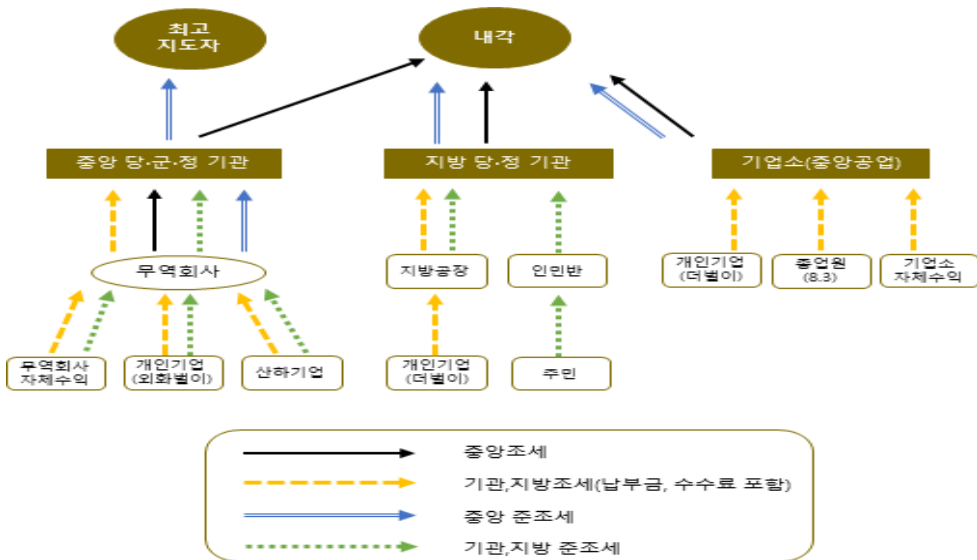 최고
지도자
내각
중앙 당·군·정 기관
지방 당·정 기관
기업소(중앙공업)
무역회사
지방공장
인민반
개인기업
(더벌이)
종업원
(8.3)
기업소
자체수익
무역회사
자체수익
개인기업
(외화벌이)
산하기업
개인기업
(더벌이)
주민
중앙조세
기관,지방조세(납부금, 수수료 포함)
중앙 준조세
기관,지방 준조세